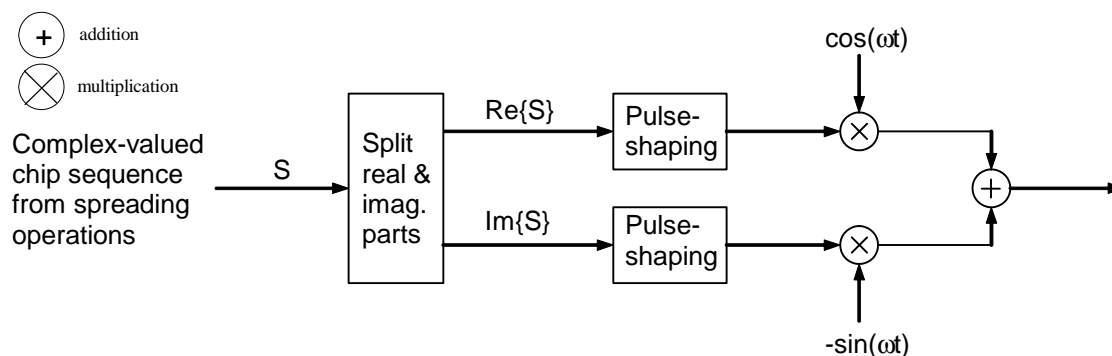 + addition
multiplication
Complex-valued
chip sequence
from spreading
operations
S
Split
real &
imag.
parts
Re{S}
Im{S}
Pulse-
shaping
Pulse-
shaping
cos(ωt)
-sin(ωt)